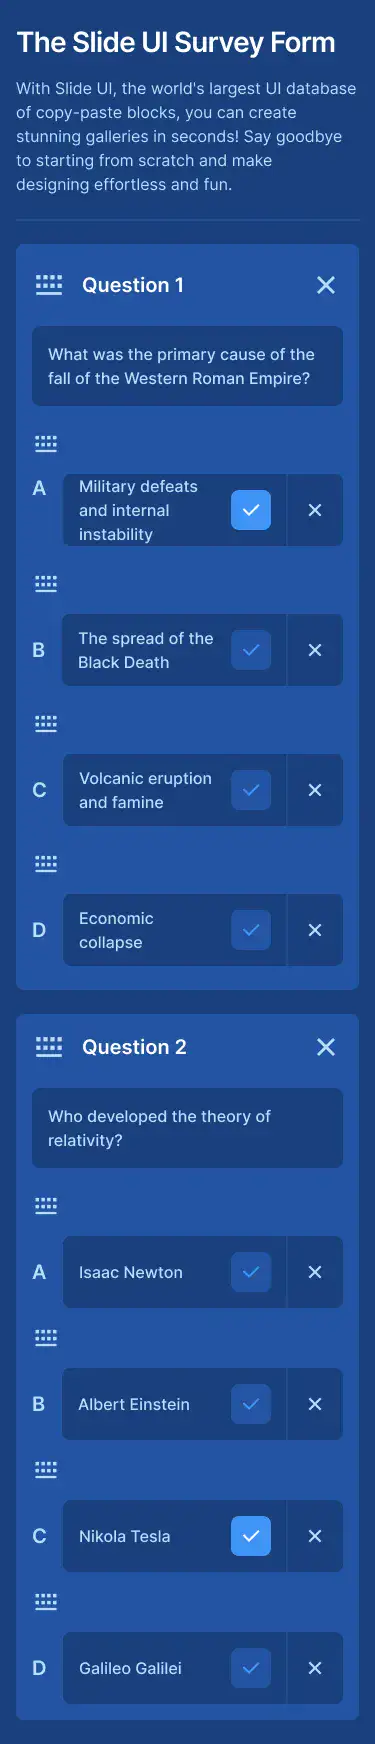 The Slide UI Survey Form
With Slide UI, the world's largest UI database
of copy-paste blocks, you can create
stunning galleries in seconds! Say goodbye
to starting from scratch and make
designing effortless and fun.
Question 1
What was the primary cause of the
fall of the Western Roman Empire?
A
Military defeats
and internal
instability
B
The spread of the
Black Death
C
Volcanic eruption
and famine
D
Economic
collapse
Question 2
Who developed the theory of
relativity?
A
Isaac Newton
B
Albert Einstein
C
Nikola Tesla
D
Galileo Galilei